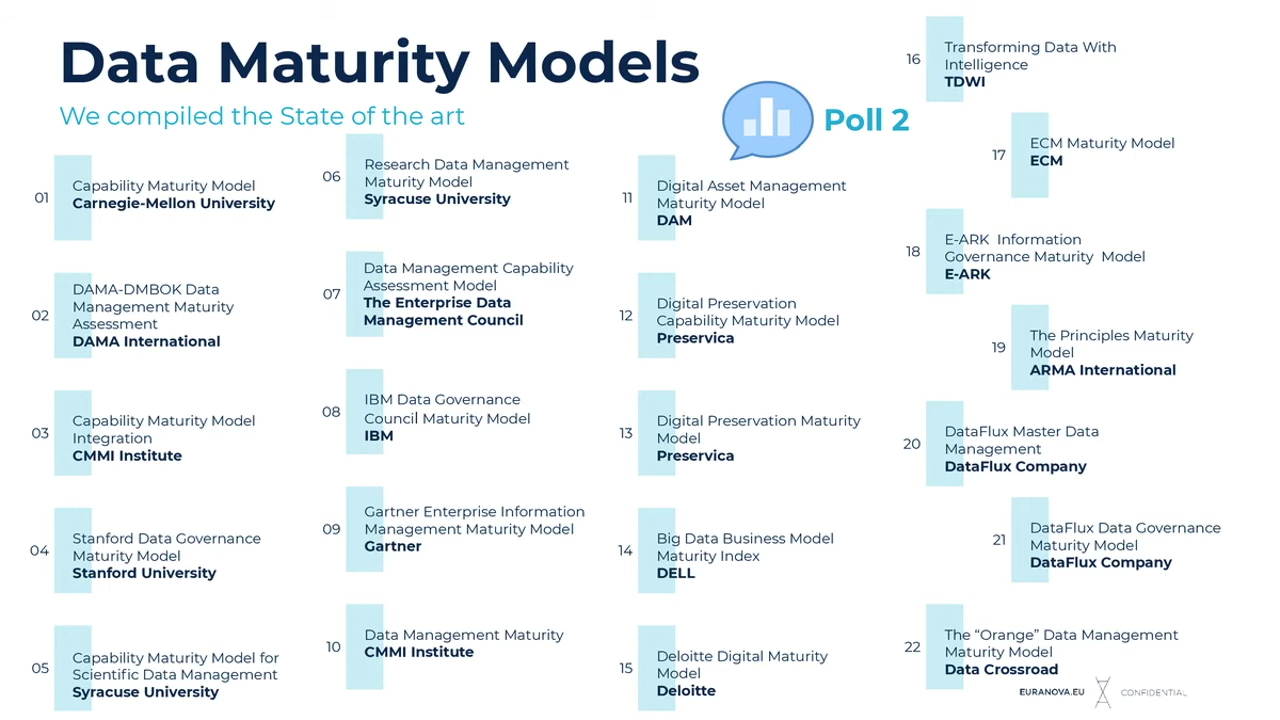 Data Maturity Models
We compiled the State of the art
Poll 2
01
Capability Maturity Model
Carnegie-Mellon University
02
DAMA-DMBOK Data
Management Maturity
Assessment
DAMA International
03
Capability Maturity Model
Integration
CMMI Institute
04
Stanford Data Governance
Maturity Model
Stanford University
05
Capability Maturity Model for
Scientific Data Management
Syracuse University
06
Research Data Management
Maturity Model
Syracuse University
07
Data Management Capability
Assessment Model
The Enterprise Data
Management Council
08
IBM Data Governance
Council Maturity Model
IBM
09
Gartner Enterprise Information
Management Maturity Model
Gartner
10
Data Management Maturity
CMMI Institute
11
Digital Asset Management
Maturity Model
DAM
12
Digital Preservation
Capability Maturity Model
Preservica
13
Digital Preservation Maturity
Model
Preservica
14
Big Data Business Model
Maturity Index
DELL
15
Deloitte Digital Maturity
Model
Deloitte
16
Transforming Data With
Intelligence
TDWI
17
ECM Maturity Model
ECM
18
E-ARK Information
Governance Maturity Model
E-ARK
19
The Principles Maturity
Model
ARMA International
20
DataFlux Master Data
Management
DataFlux Company
21
DataFlux Data Governance
Maturity Model
DataFlux Company
22
The “Orange” Data Management
Maturity Model
Data Crossroad
EURANOVA.EU
CONFIDENTIAL